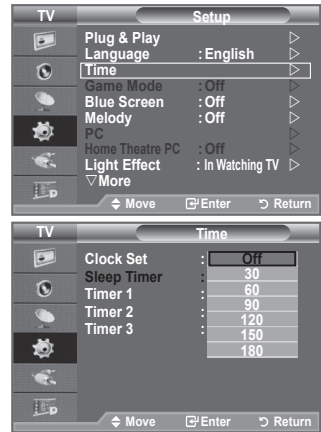 TV Setup
Plug & Play
Language : English
Time
Game Mode : Off
Blue Screen : Off
Melody : Off
PC
Home Theatre PC : Off
Light Effect : In Watching TV
▽More
Move Enter Return
TV Time
Clock Set : Off
Sleep Timer : 30
Timer 1 : 60
90
Timer 2 : 120
Timer 3 : 150
180
Move Enter Return